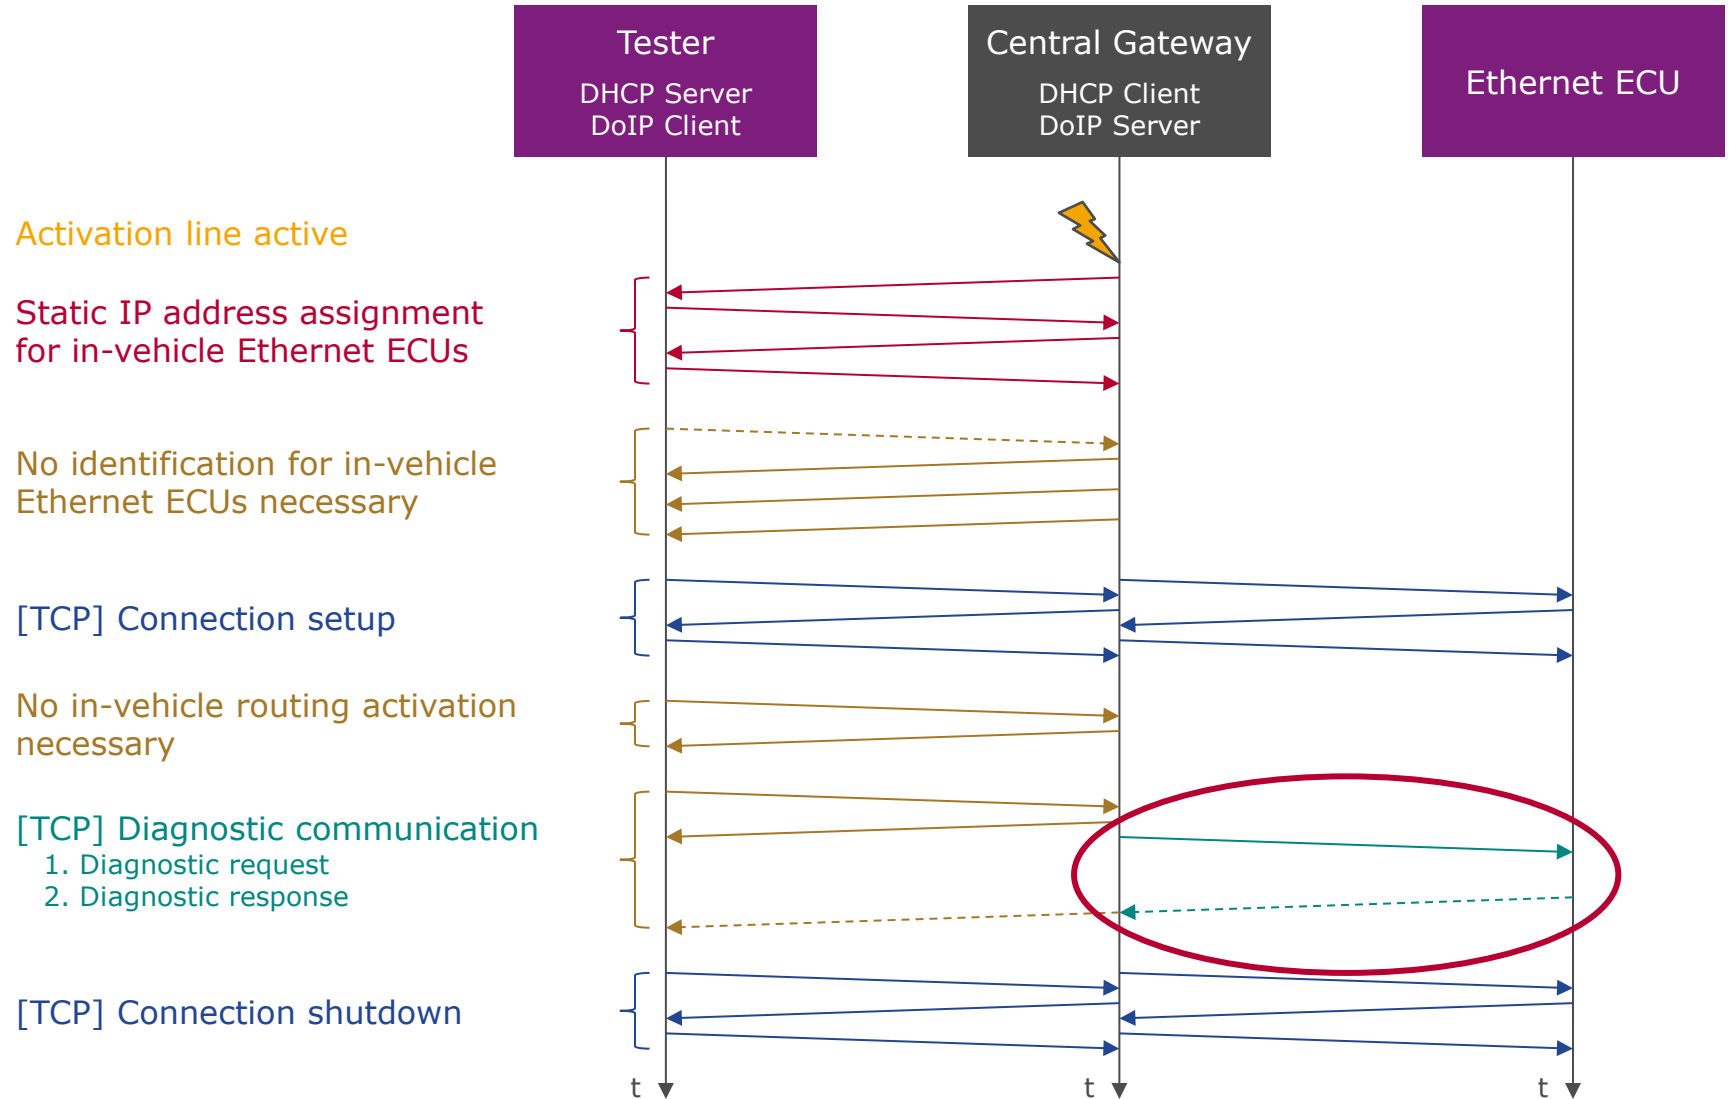 Tester
DHCP Server
DoIP Client
Central Gateway
DHCP Client
DoIP Server
Ethernet ECU
Activation line active
Static IP address assignment
for in-vehicle Ethernet ECUs
No identification for in-vehicle
Ethernet ECUs necessary
[TCP] Connection setup
No in-vehicle routing activation
necessary
[TCP] Diagnostic communication
1. Diagnostic request
2. Diagnostic response
[TCP] Connection shutdown
t
t
t